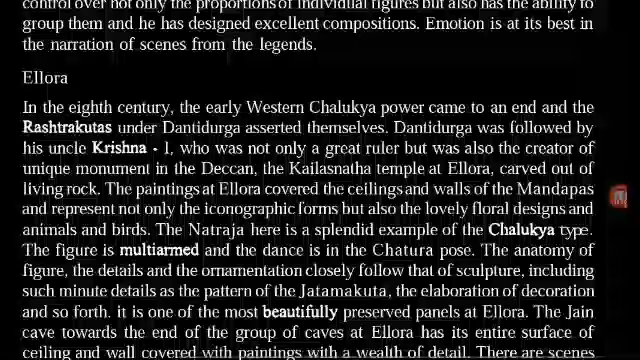 control over not only the proportions of individual figures but also has the ability to
group them and he has designed excellent compositions. Emotion is at its best in
the narration of scenes from the legends.
Ellora
In the eighth century, the early Western Chalukya power came to an end and the
Rashtrakutas under Dantidurga asserted themselves. Dantidurga was followed by
his uncle Krishna - I, who was not only a great ruler but was also the creator of
unique monument in the Deccan, the Kailasnatha temple at Ellora, carved out of
living rock. The paintings at Ellora covered the ceilings and walls of the Mandapas
and represent not only the iconographic forms but also the lovely floral designs and
animals and birds. The Natraja here is a splendid example of the Chalukya type.
The figure is multiarmed and the dance is in the Chatura pose. The anatomy of
figure, the details and the ornamentation closely follow that of sculpture, including
such minute details as the pattern of the Jatamakuta, the elaboration of decoration
and so forth. it is one of the most beautifully preserved panels at Ellora. The Jain
cave towards the end of the group of caves at Ellora has its entire surface of
ceiling and wall covered with paintings with a wealth of detail. There are scenes